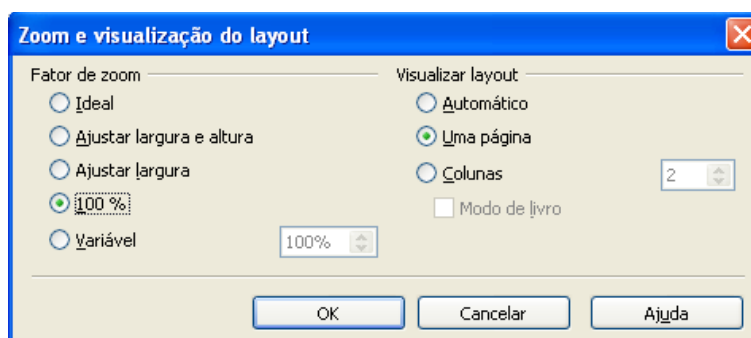 Zoom e visualização do layout
Fator de zoom
Ideal
Ajustar largura e altura
Ajustar largura
100 %
Variável
100%
Visualizar layout
Automático
Uma página
Colunas
2
Modo de livro
OK
Cancelar
Ajuda